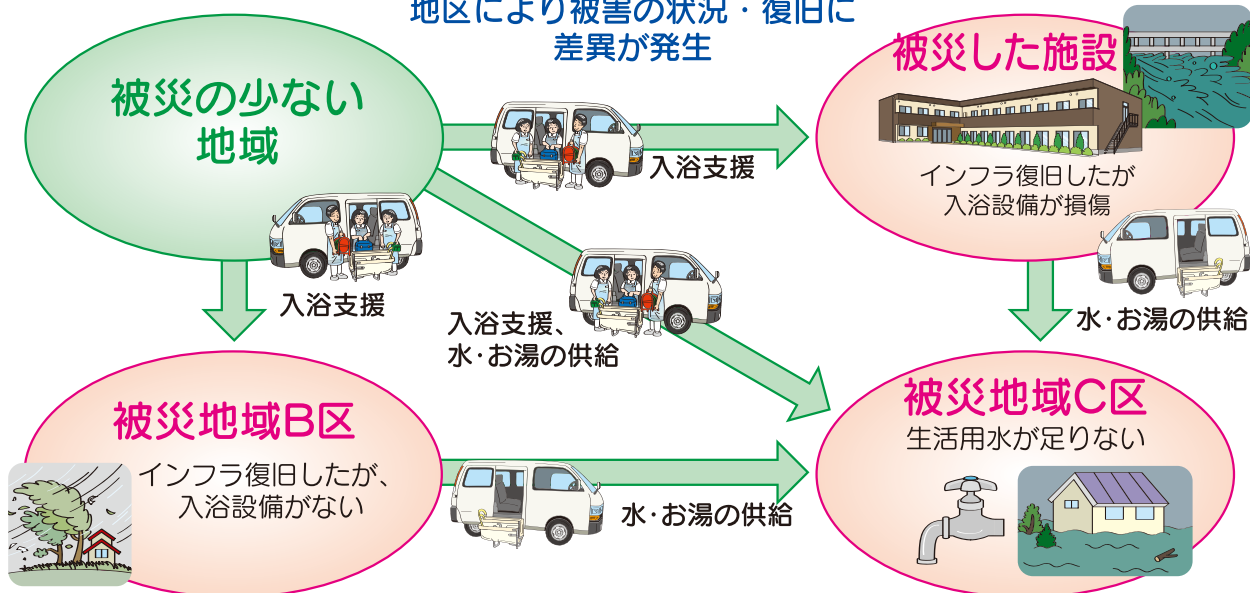 地区により被害の状況・復旧に
差異が発生
被災の少ない
地域
被災した施設
インフラ復旧したが
入浴設備が損傷
入浴支援
入浴支援
入浴支援、
水・お湯の供給
水・お湯の供給
被災地域B区
インフラ復旧したが、
入浴設備がない
被災地域C区
生活用水が足りない
水・お湯の供給